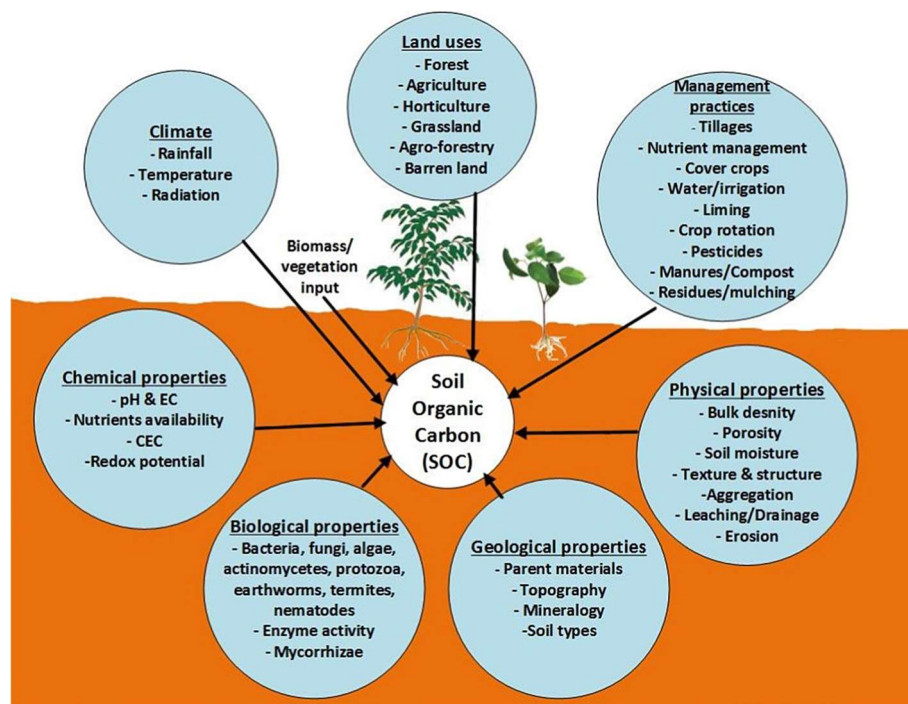 Land uses
- Forest
- Agriculture
- Horticulture
- Grassland
- Agro-forestry
- Barren land
Climate
- Rainfall
- Temperature
- Radiation
Management
practices
- Tillages
- Nutrient management
- Cover crops
- Water/irrigation
- Liming
- Crop rotation
- Pesticides
- Manures/Compost
- Residues/mulching
Biomass/
vegetation
input
Chemical properties
- pH & EC
- Nutrients availability
- CEC
-Redox potential
Soil
Organic
Carbon
(SOC)
Physical properties
- Bulk desnity
- Porosity
- Soil moisture
- Texture & structure
-Aggregation
- Leaching/Drainage
- Erosion
Biological properties
- Bacteria, fungi, algae,
actinomycetes, protozoa,
earthworms, termites,
nematodes
- Enzyme activity
- Mycorrhizae
Geological properties
- Parent materials
- Topography
- Mineralogy
-Soil types